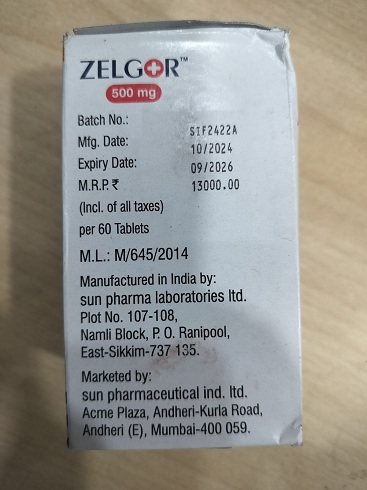 ZELGOR™
500 mg
Batch No.: SIF2422A
Mfg. Date: 10/2024
Expiry Date: 09/2026
M.R.P. ₹ 13000.00
(Incl. of all taxes)
per 60 Tablets
M.L.: M/645/2014
Manufactured in India by:
sun pharma laboratories ltd.
Plot No. 107-108,
Namli Block, P. O. Ranipool,
East-Sikkim-737 135.
Marketed by:
sun pharmaceutical ind. ltd.
Acme Plaza, Andheri-Kurla Road,
Andheri (E), Mumbai-400 059.